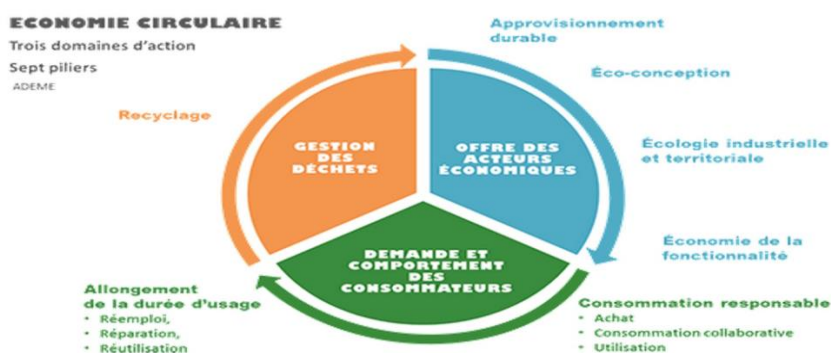 ECONOMIE CIRCULAIRE
Trois domaines d'action
Sept piliers
ADEME
Approvisionnement
durable
Éco-conception
Écologie industrielle
et territoriale
Économie de la
fonctionnalité
Recyclage
GESTION
DES
DÉCHETS
OFFRE DES
ACTEURS
ÉCONOMIQUES
DEMANDE ET
COMPORTEMENT
DES
CONSOMMATEURS
Allongement
de la durée d'usage
• Réemploi,
• Réparation,
• Réutilisation
Consommation responsable
• Achat
• Consommation collaborative
• Utilisation